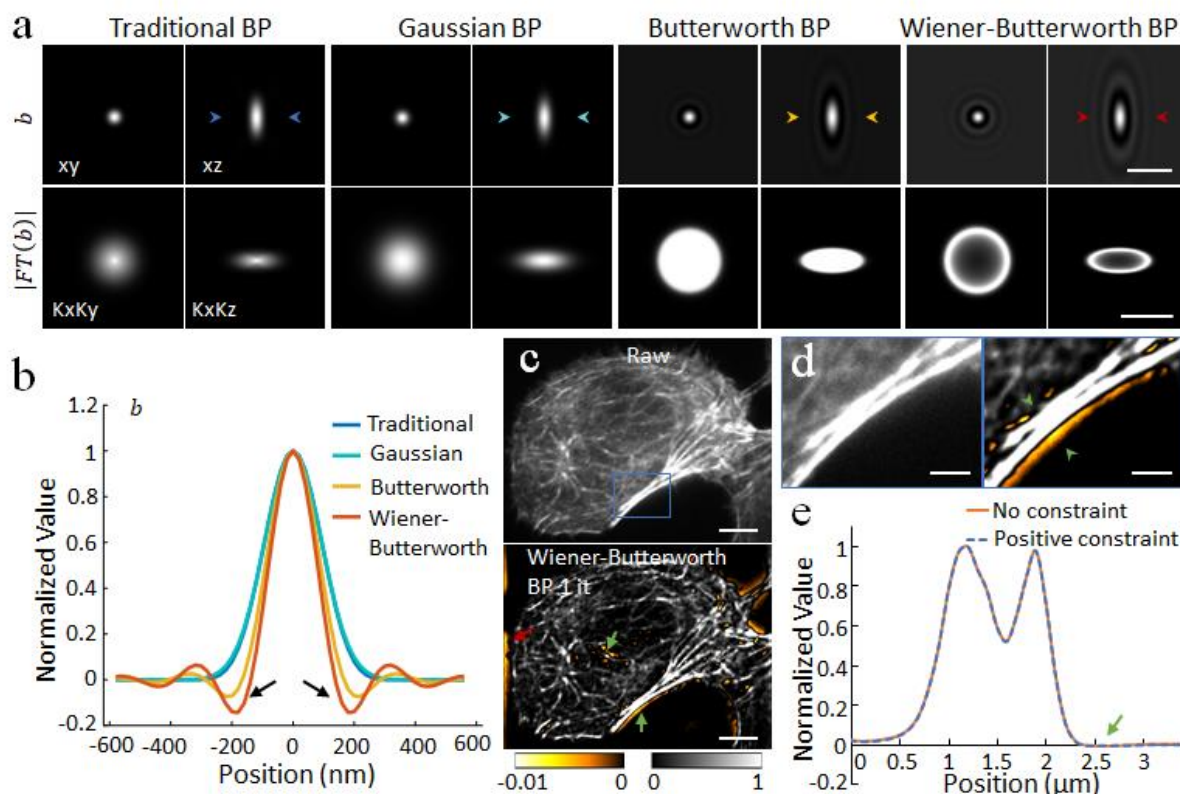 a
Traditional BP
Gaussian BP
Butterworth BP
Wiener-Butterworth BP
b
xy
xz
|FT(b)|
KxKy
KxKz
b
b
Traditional
Gaussian
Butterworth
Wiener-
Butterworth
Normalized Value
1.2
1
0.8
0.6
0.4
0.2
0
-0.2
-600
-400
-200
0
200
400
600
Position (nm)
c
Raw
Wiener-Butterworth
BP 1 it
-0.01
0
0
1
d
e
No constraint
Positive constraint
Normalized Value
1
0.8
0.6
0.4
0.2
0
-0.2
0
0.5
1
1.5
2
2.5
3
Position (μm)